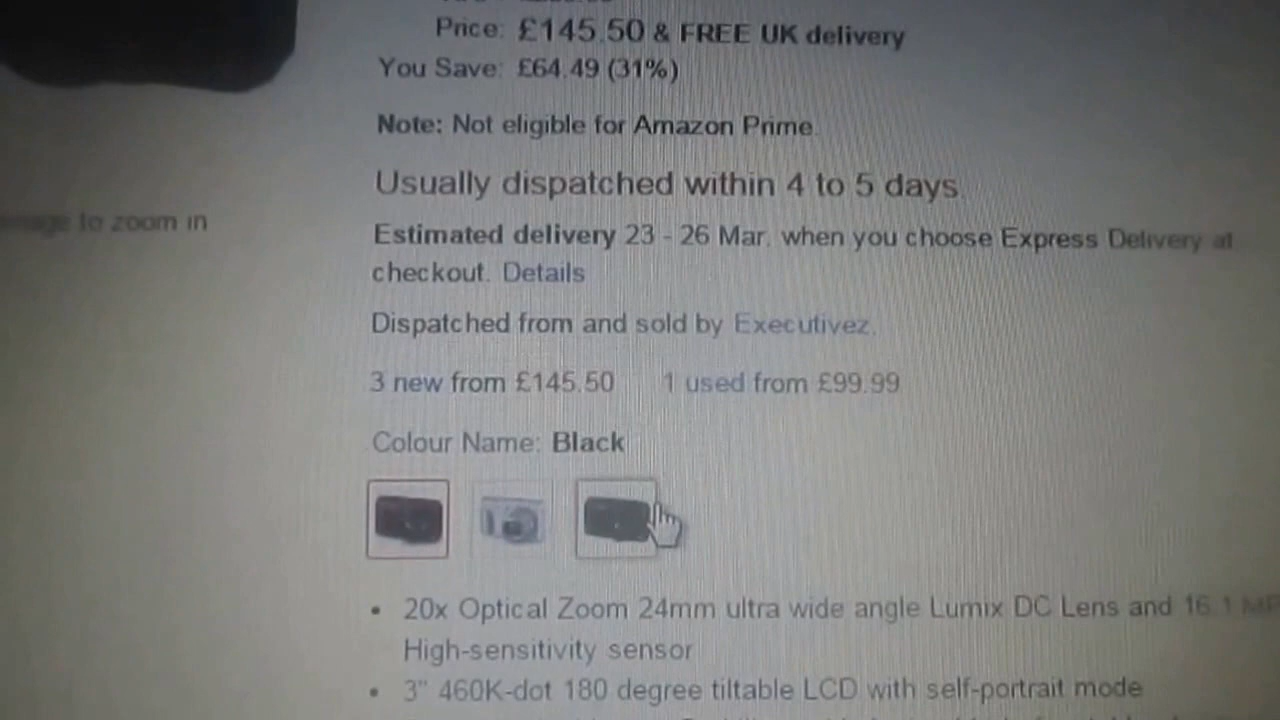 Price: £145.50 & FREE UK delivery
You Save: £64.49 (31%)
Note: Not eligible for Amazon Prime.
Usually dispatched within 4 to 5 days.
to zoom in
Estimated delivery 23 - 26 Mar. when you choose Express Delivery at
checkout. Details
Dispatched from and sold by Executivez.
3 new from £145.50 1 used from £99.99
Colour Name: Black
• 20x Optical Zoom 24mm ultra wide angle Lumix DC Lens and 16.1 MP
High-sensitivity sensor
• 3" 460K-dot 180 degree tiltable LCD with self-portrait mode